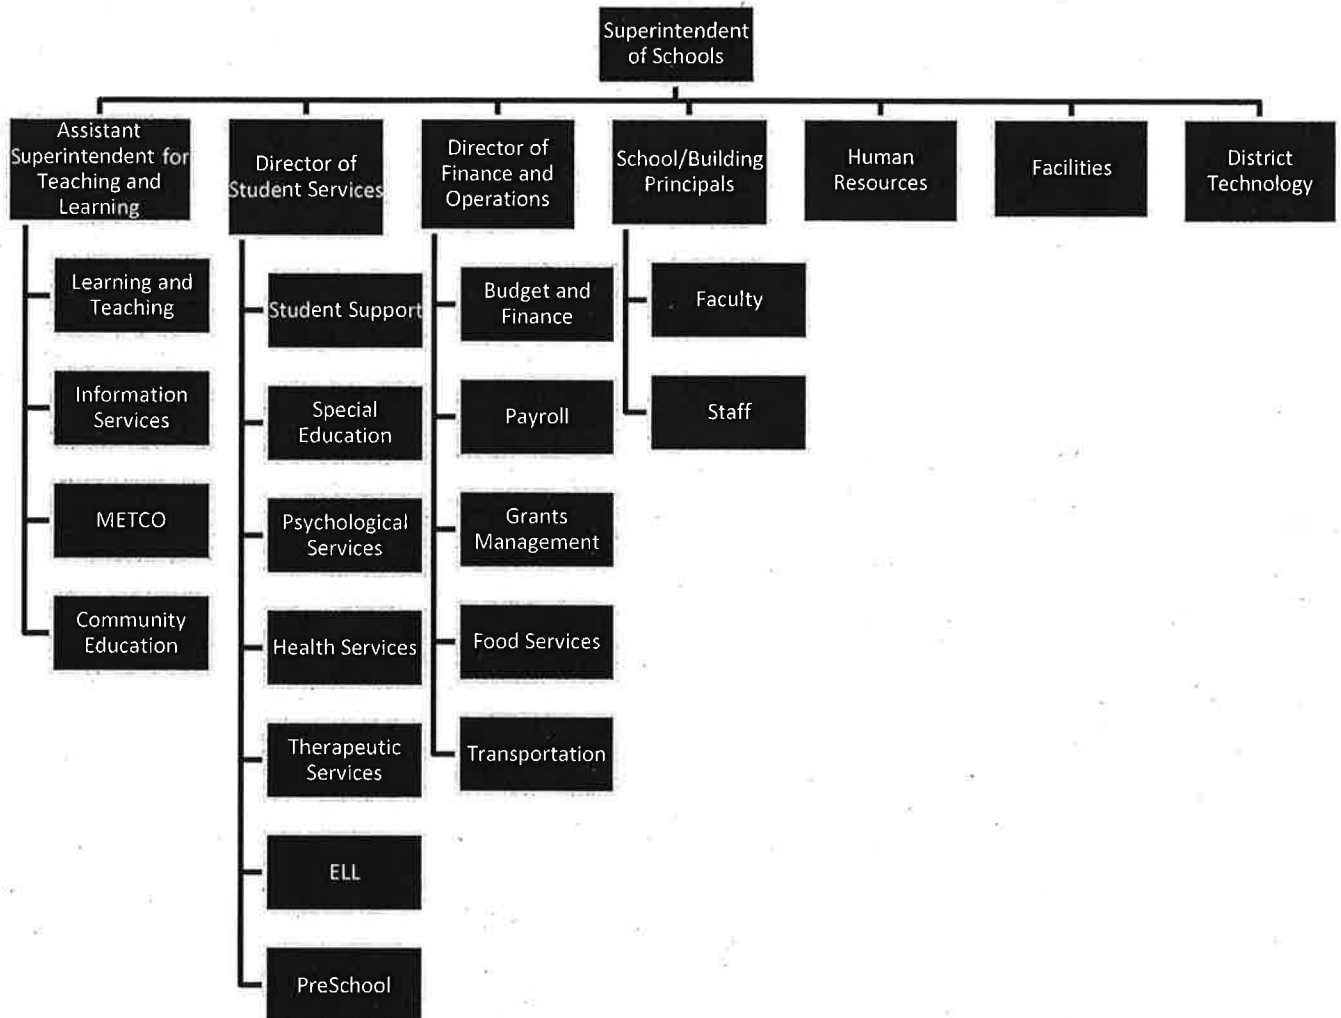 Superintendent
of Schools
Assistant
Superintendent for
Teaching and
Learning
Learning and
Teaching
Information
Services
METCO
Community
Education
Director of
Student Services
Student Support
Special
Education
Psychological
Services
Health Services
Therapeutic
Services
ELL
PreSchool
Director of
Finance and
Operations
Budget and
Finance
Payroll
Grants
Management
Food Services
Transportation
School/Building
Principals
Faculty
Staff
Human
Resources
Facilities
District
Technology